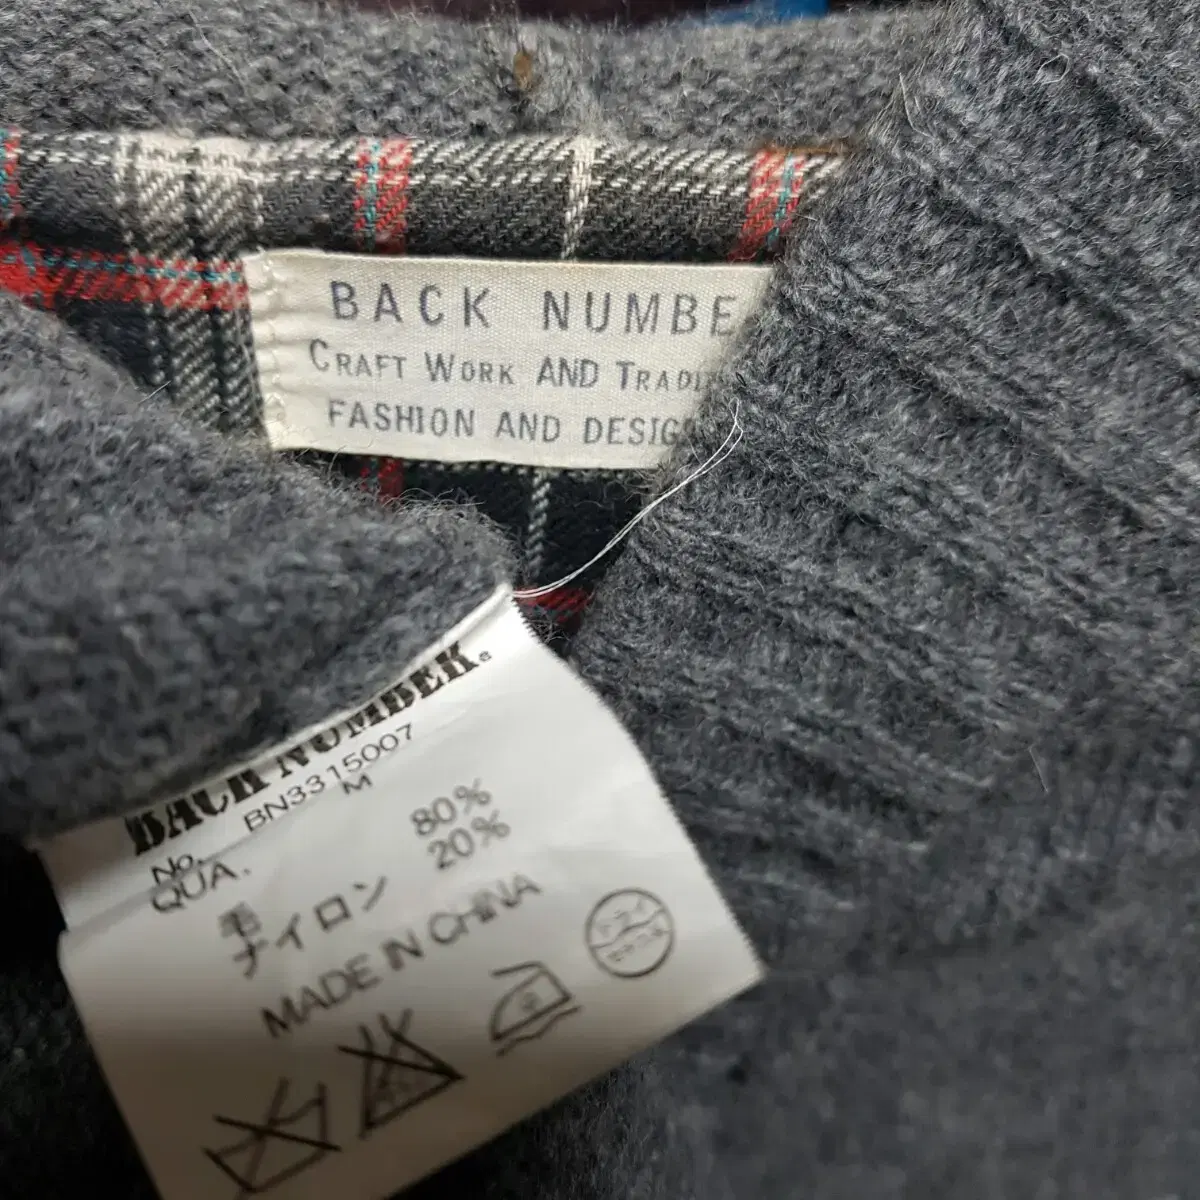 BACK NUMBE
CRAFT WORK AND TRADI
FASHION AND DESIG
BACK NUMBER®
No. BN3315007
QUA. M
毛 80%
ナイロン 20%
MADE IN CHINA